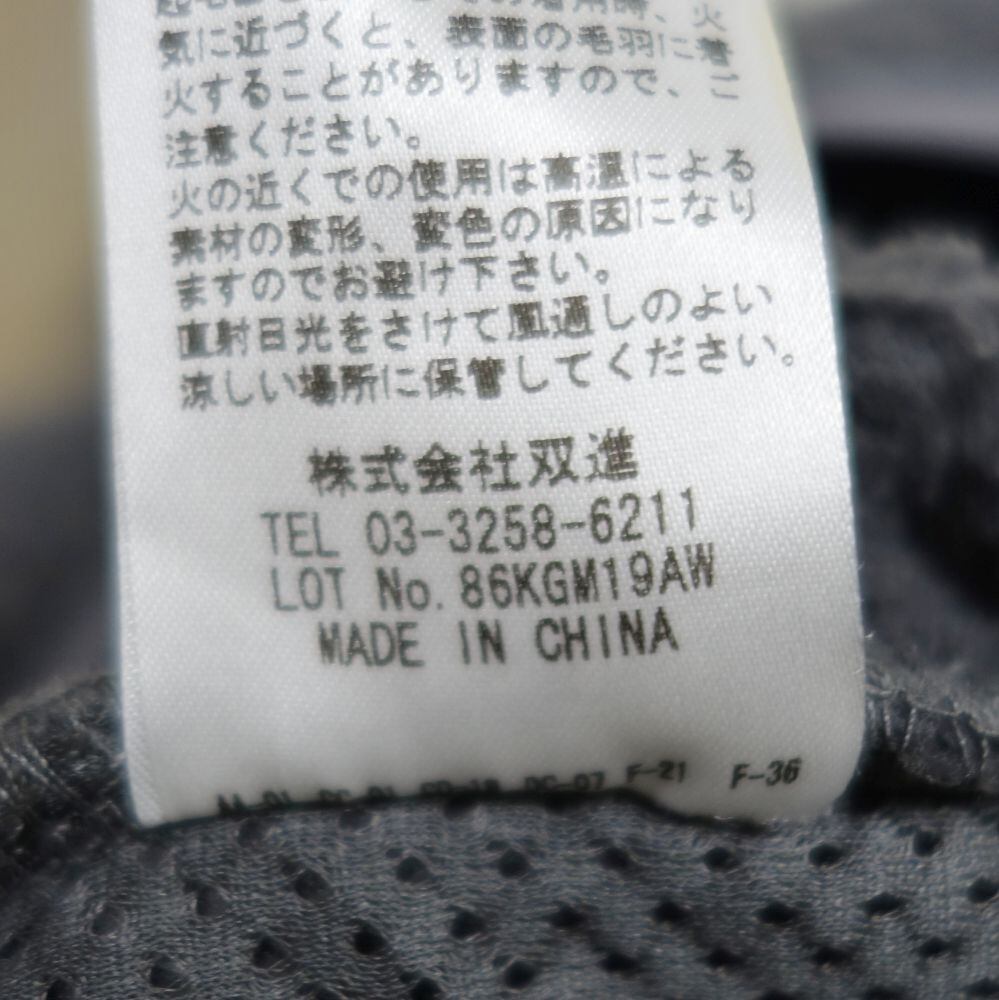 気に近づくと、表面の毛羽に着
火することがありますので、ご
注意ください。
火の近くでの使用は高温による
素材の変形、変色の原因になり
ますのでお避け下さい。
直射日光をさけて風通しのよい
涼しい場所に保管してください。
株式会社双進
TEL 03-3258-6211
LOT No. 86KGM19AW
MADE IN CHINA
F-21 F-36